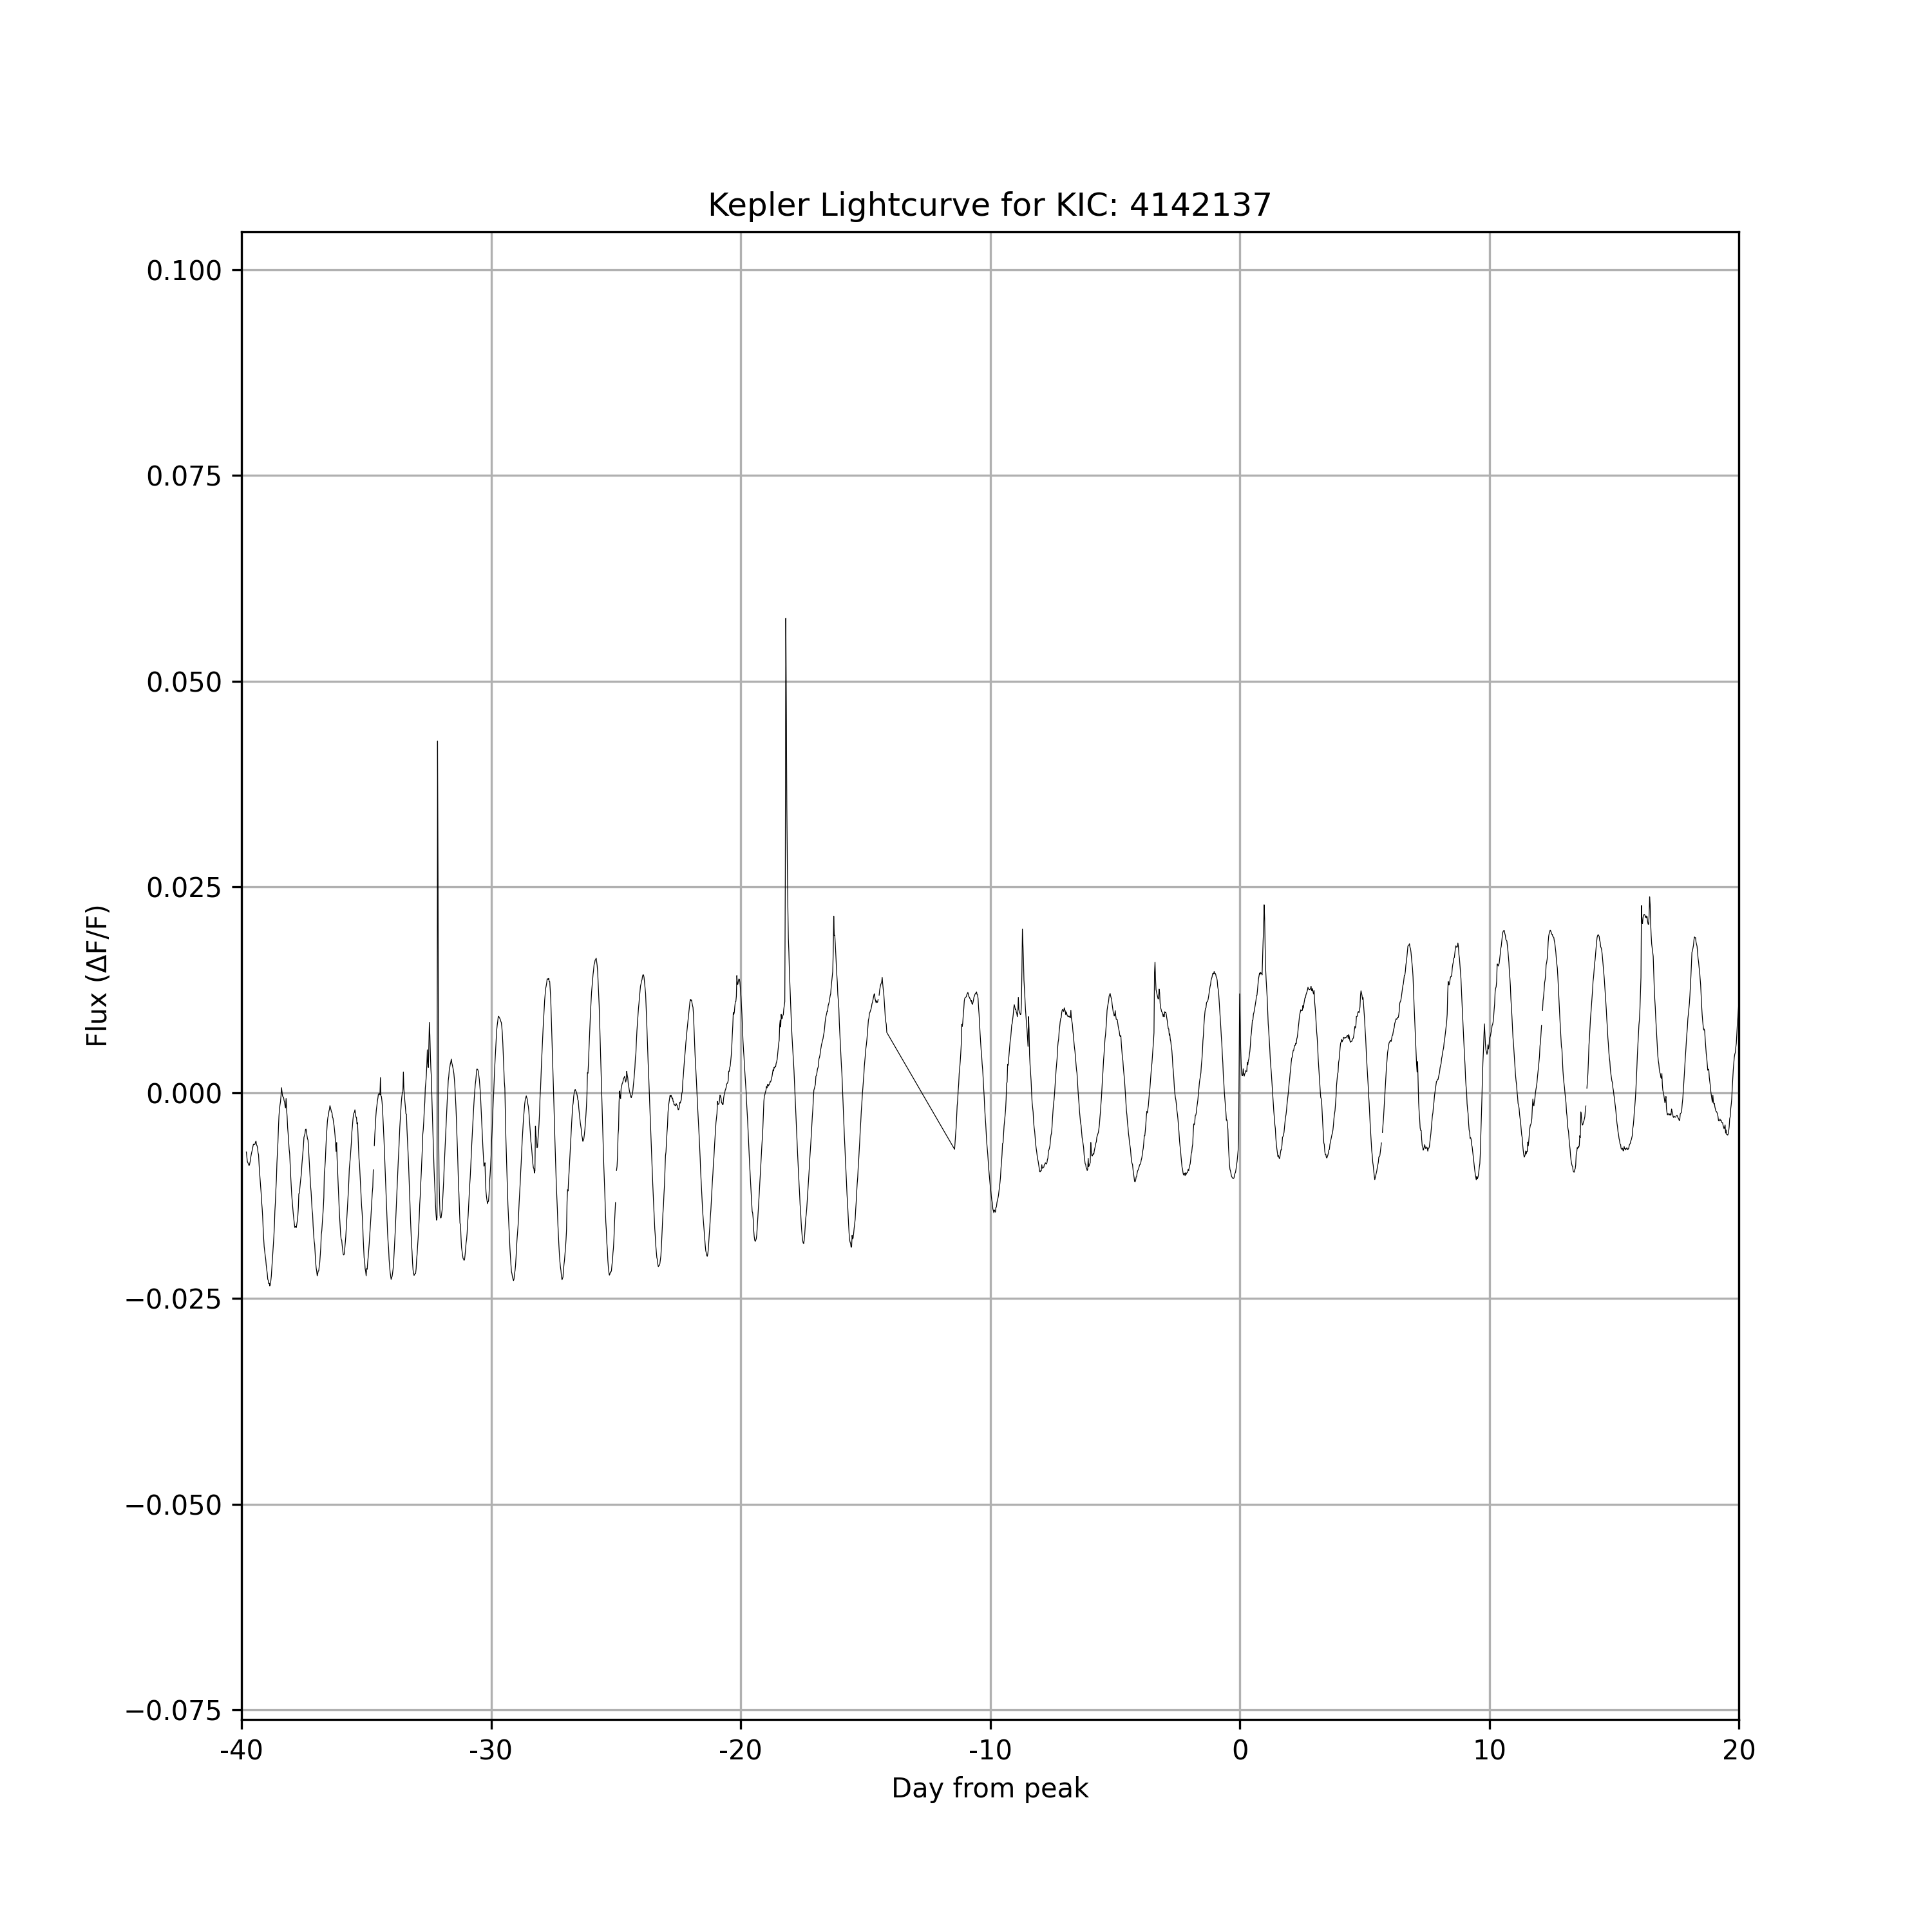 Kepler Lightcurve for KIC: 4142137
0.100
0.075
0.050
0.025
0.000
−0.025
−0.050
−0.075
Flux (ΔF/F)
-40 -30 -20 -10 0 10 20
Day from peak